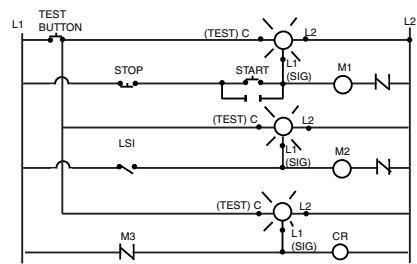 TEST
BUTTON
L1
L2
(TEST) C
L2
STOP
START
L1
(SIG)
M1
(TEST) C
L2
LSI
L1
(SIG)
M2
(TEST) C
L2
M3
L1
(SIG)
CR